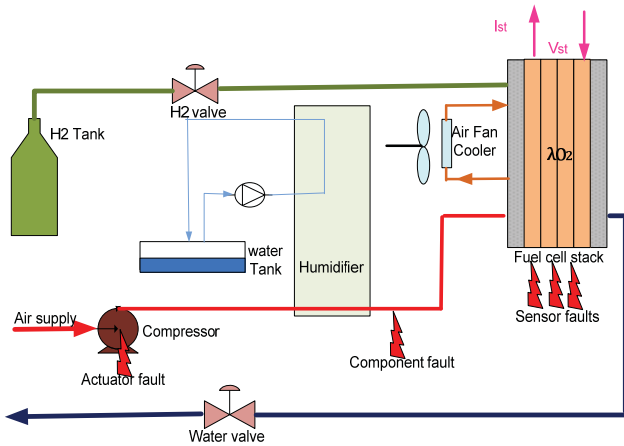 Ist
Vst
H2 valve
H2 Tank
Air Fan
Cooler
λO2
water
Tank
Humidifier
Fuel cell stack
Air supply
Compressor
Sensor faults
Component fault
Actuator fault
Water valve